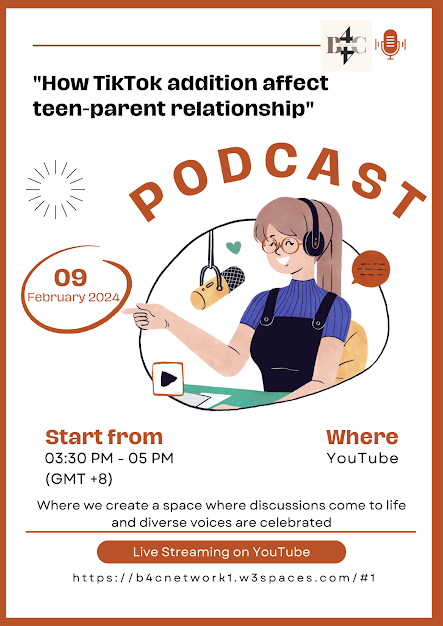 B4C
"How TikTok addition affect
teen-parent relationship"
PODCAST
09
February 2024
Start from
03:30 PM - 05 PM
(GMT +8)
Where
YouTube
Where we create a space where discussions come to life
and diverse voices are celebrated
Live Streaming on YouTube
https://b4cnetwork1.w3spaces.com/#1